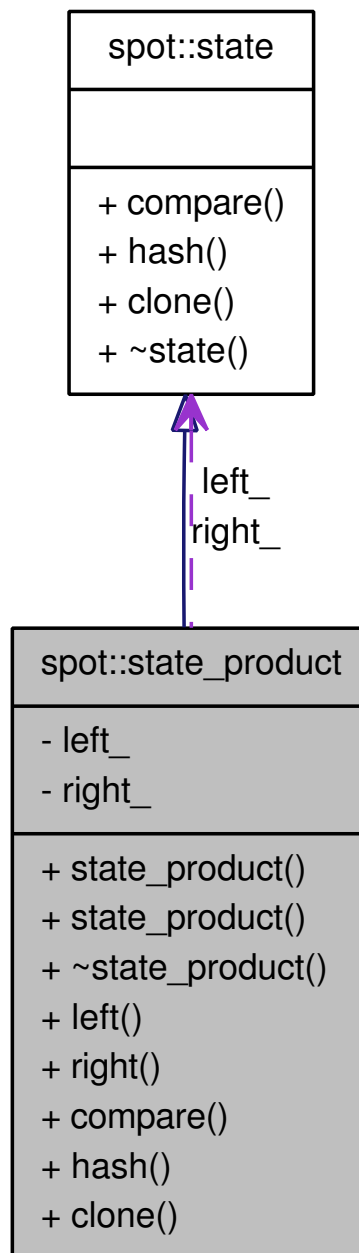 spot::state
+ compare()
+ hash()
+ clone()
+ ~state()
left_
right_
spot::state_product
- left_
- right_
+ state_product()
+ state_product()
+ ~state_product()
+ left()
+ right()
+ compare()
+ hash()
+ clone()